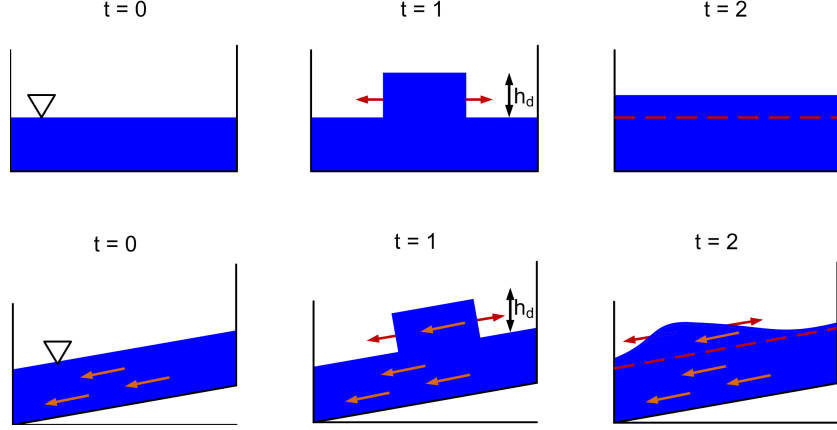 t = 0
t = 1
t = 2
h_d
t = 0
t = 1
t = 2
h_d